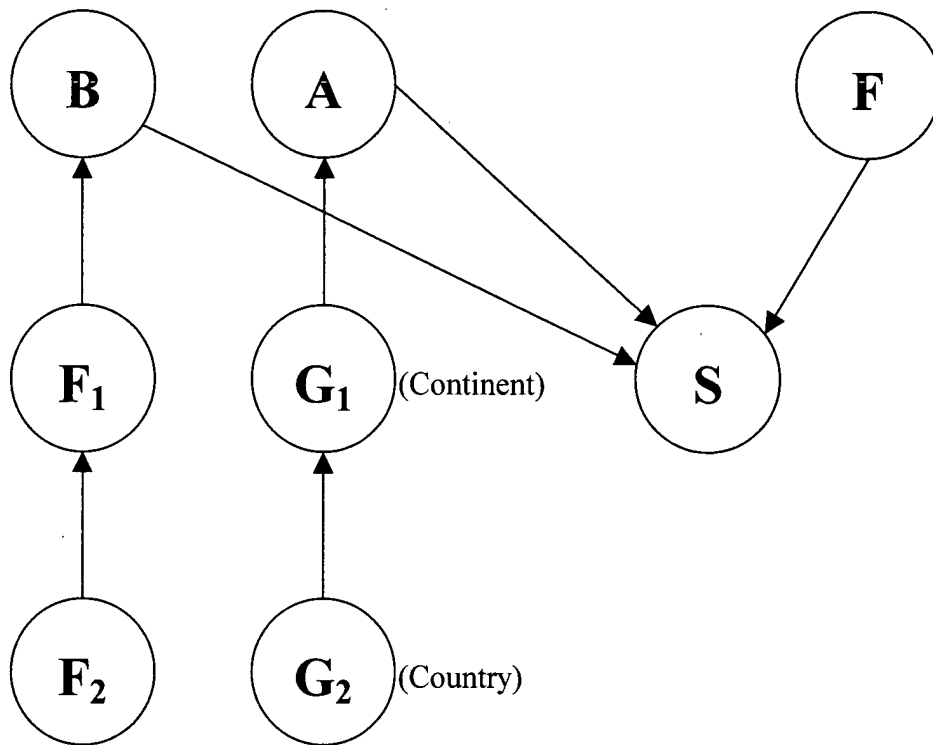 B A F
F₁ G₁ (Continent) S
F₂ G₂ (Country)